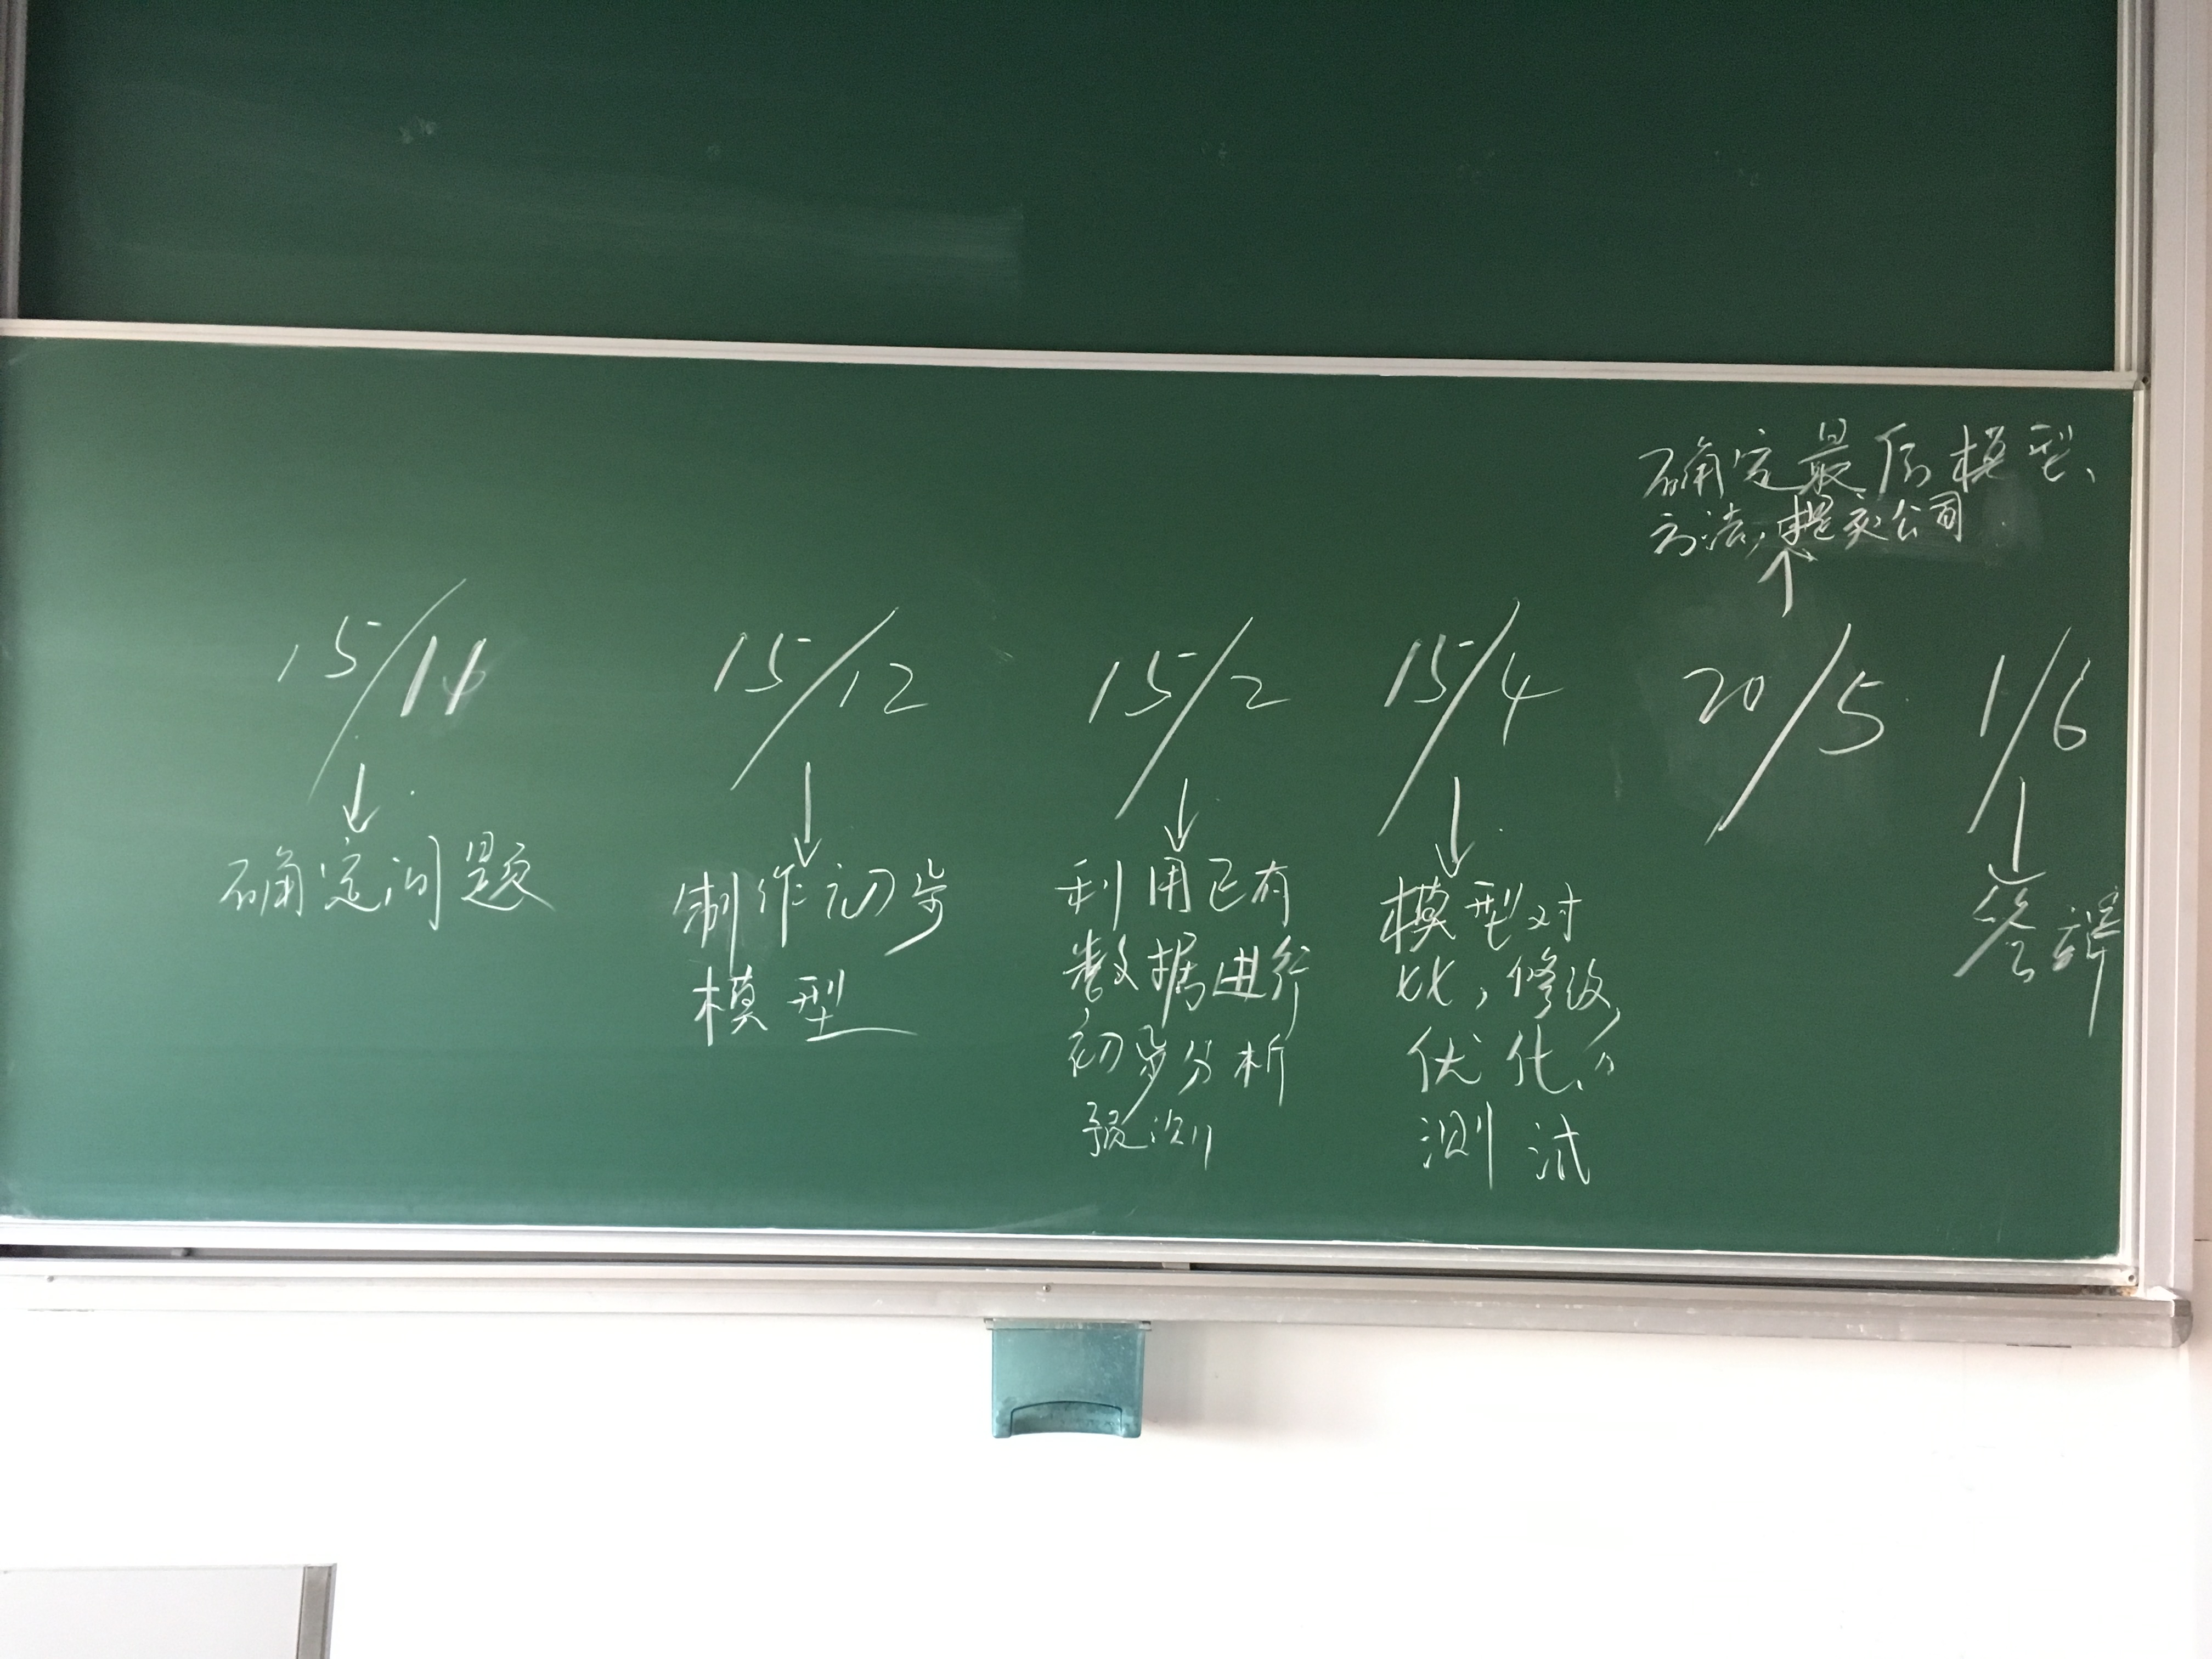 确定最后模型、
方法,提交公司
15/11
15/12
15/2
15/4
20/5
1/6
确定问题
制作初步
模型
利用已有
数据进行
初步分析
预测
模型对
比,修改,
优化、
测试
答辩